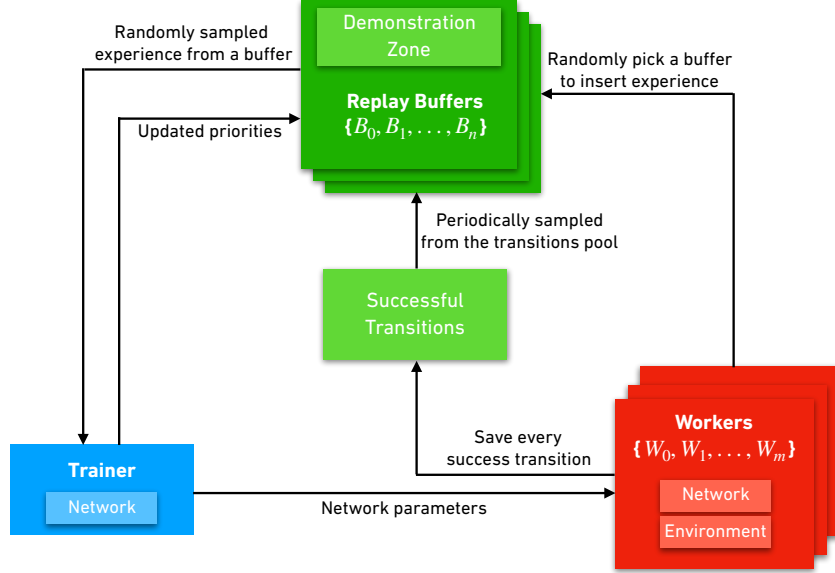 Randomly sampled
experience from a buffer
Demonstration
Zone
Replay Buffers
{B₀, B₁, . . . , Bₙ}
Randomly pick a buffer
to insert experience
Updated priorities
Periodically sampled
from the transitions pool
Successful
Transitions
Save every
success transition
Workers
{W₀, W₁, . . . , Wₘ}
Network
Environment
Trainer
Network
Network parameters